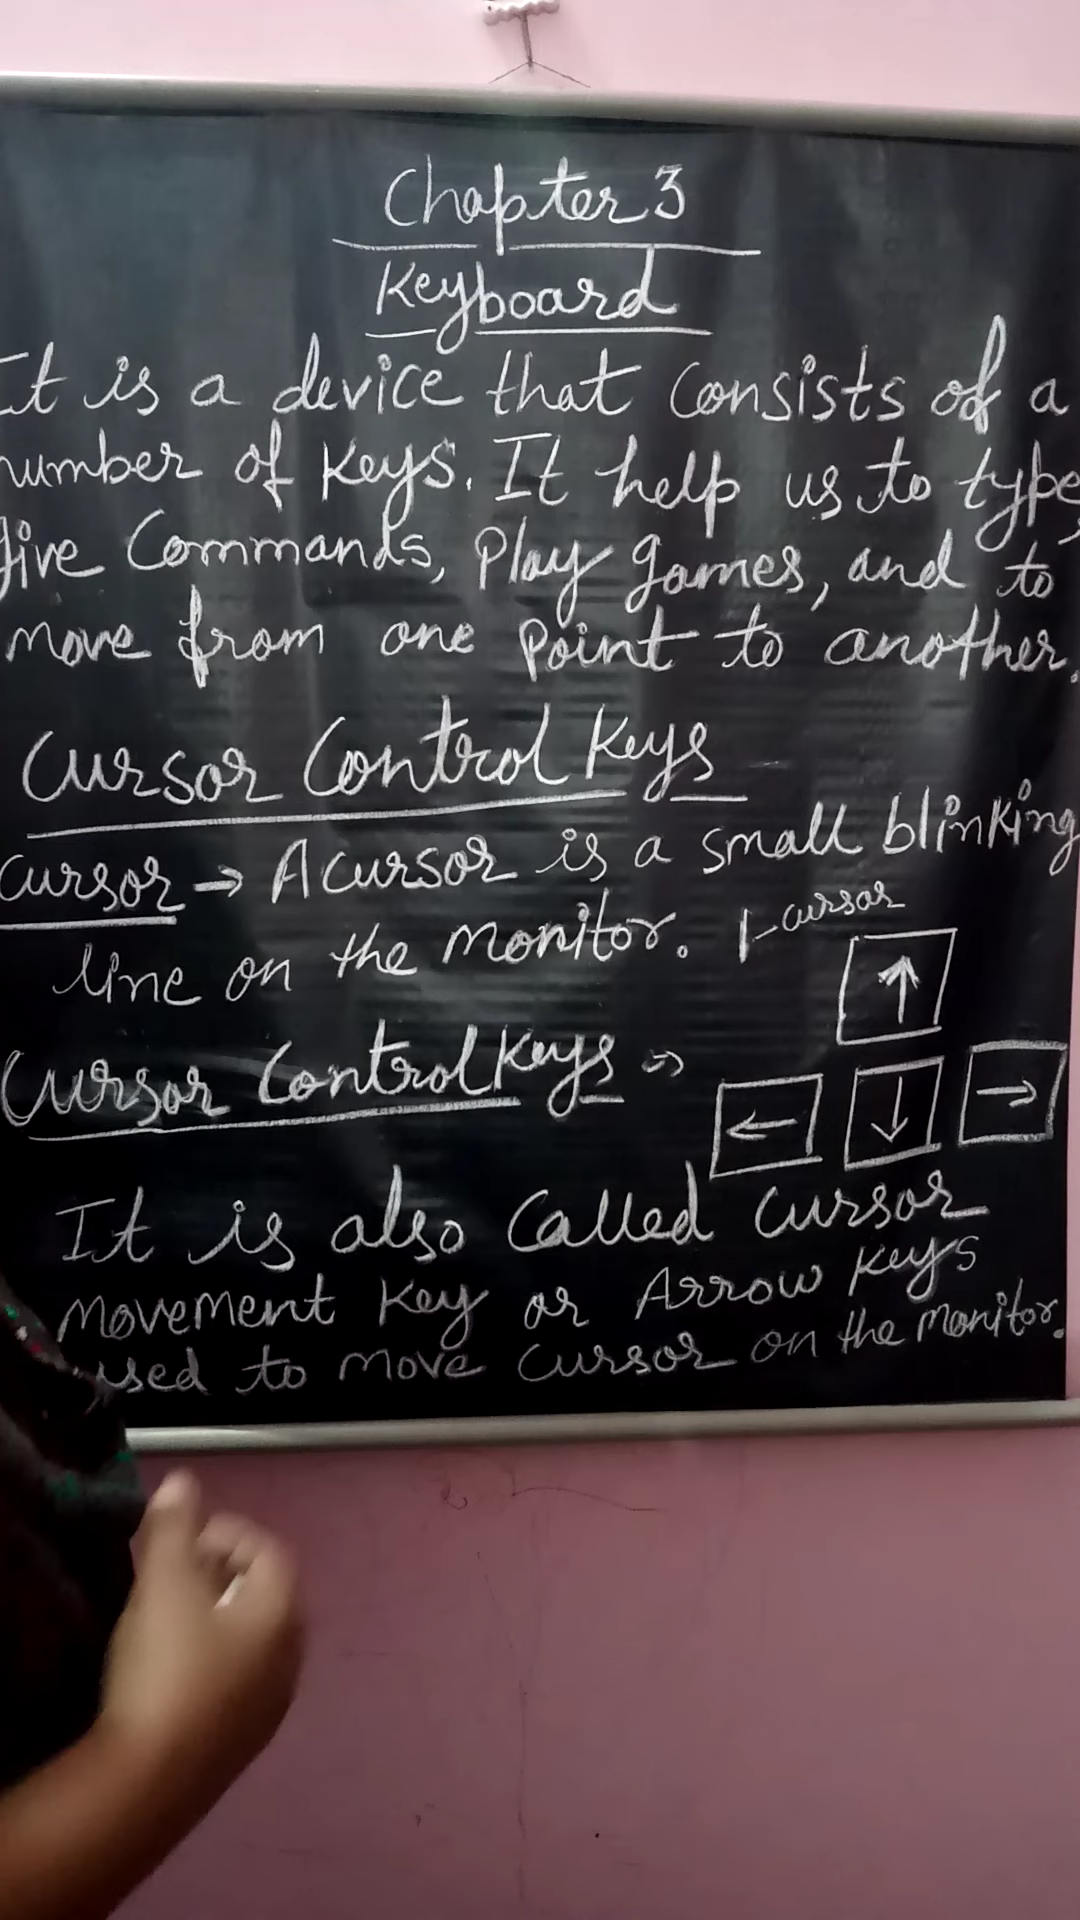 Chapter 3
Keyboard
It is a device that consists of a
number of keys. It help us to type,
give Commands, Play games, and to
move from one Point to another.
Cursor Control Keys
Cursor → A cursor is a small blinking
line on the monitor. |- cursor
↑
Cursor Control Keys ⇒
← ↓ →
It is also Called Cursor
Movement Key or Arrow Keys
used to move Cursor on the monitor.